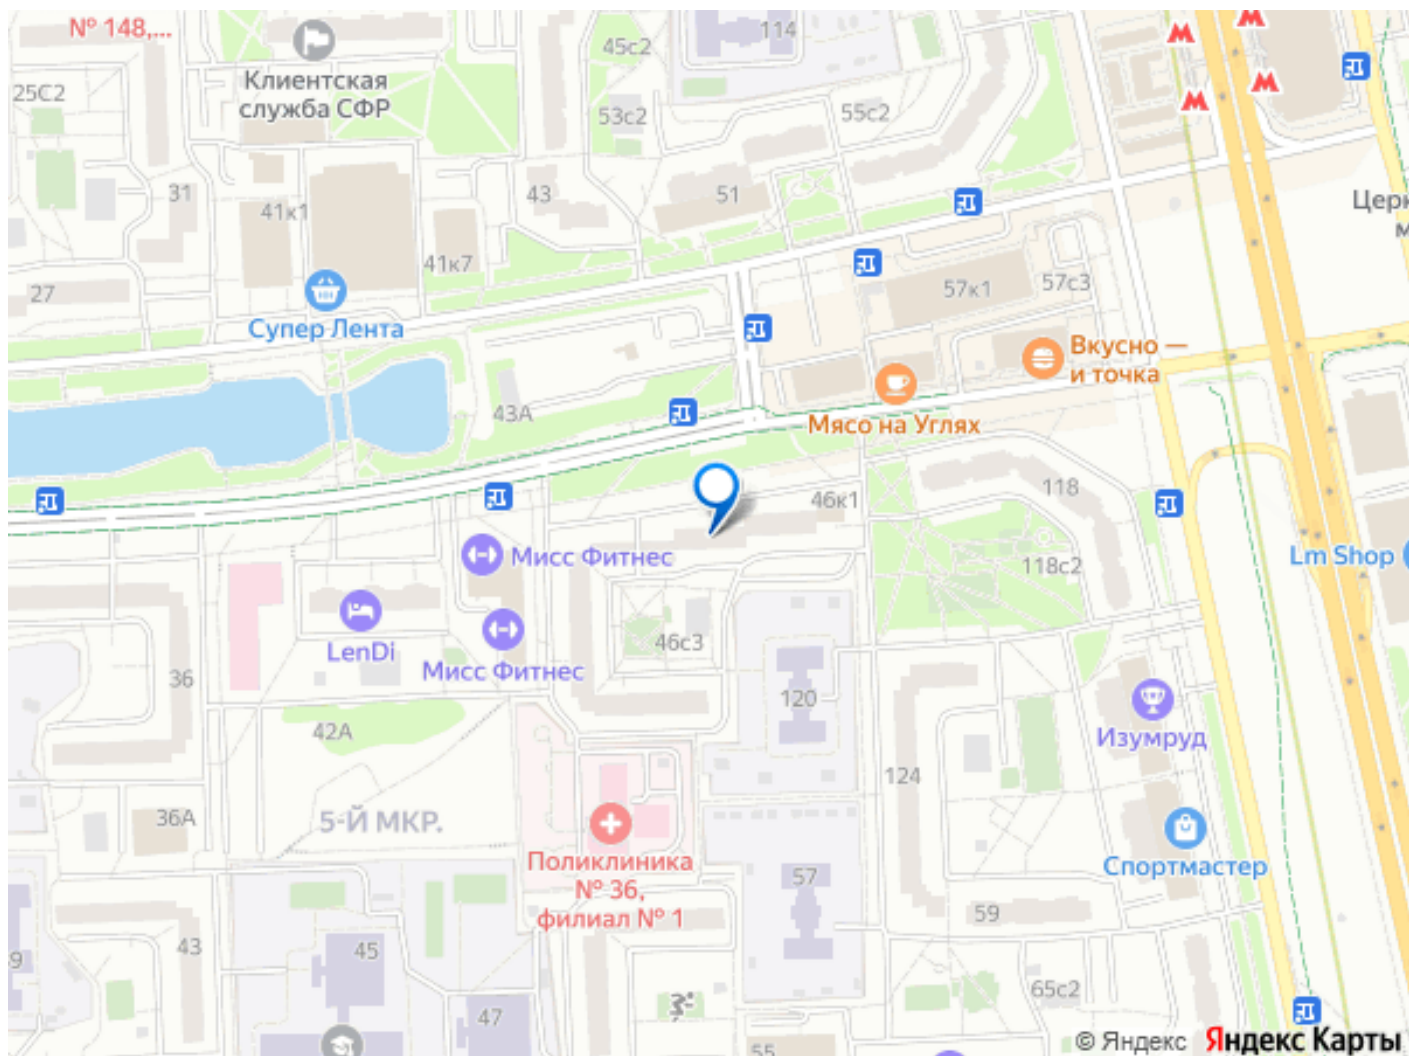 № 148,...
45с2
114
Клиентская
служба СФР
25С2
53с2
55с2
31
41к1
43
51
Церк
м
41к7
57к1
57с3
27
Супер Лента
Вкусно —
и точка
43А
Мясо на Углях
46к1
118
Мисс Фитнес
118с2
Lm Shop
LenDi
Мисс Фитнес
46с3
36
120
42А
Изумруд
124
36А
5-Й МКР.
Поликлиника
№ 36,
филиал № 1
Спортмастер
57
59
43
45
9
65с2
47
55
© Яндекс Яндекс Карты